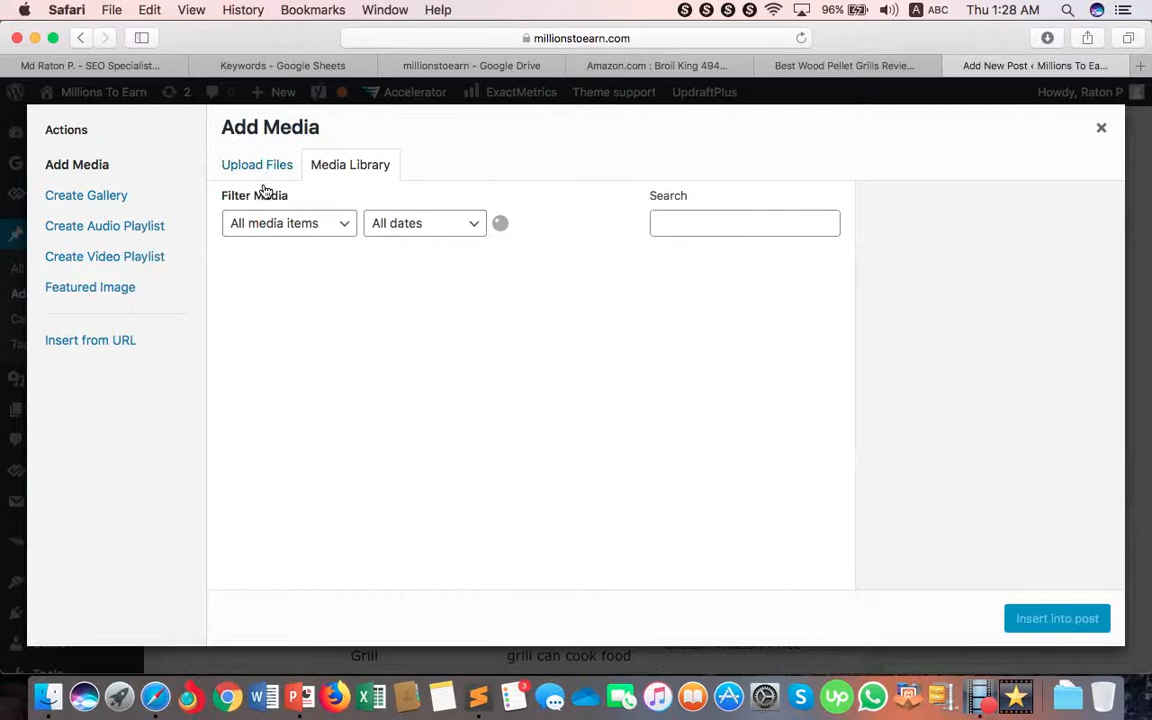 Safari File Edit View History Bookmarks Window Help 96% A ABC Thu 1:28 AM
millionstoearn.com
Md Raton P. - SEO Specialist... Keywords - Google Sheets millionstoearn - Google Drive Amazon.com : Broil King 494... Best Wood Pellet Grills Revie... Add New Post ‹ Millions To Ea...
Millions To Earn 2 0 New Accelerator ExactMetrics Theme support UpdraftPlus Howdy, Raton P
Actions
Add Media
Create Gallery
Create Audio Playlist
Create Video Playlist
Featured Image
Insert from URL
Add Media
Upload Files Media Library
Filter Media Search
All media items All dates
Insert into post
Grill grill can cook food
3